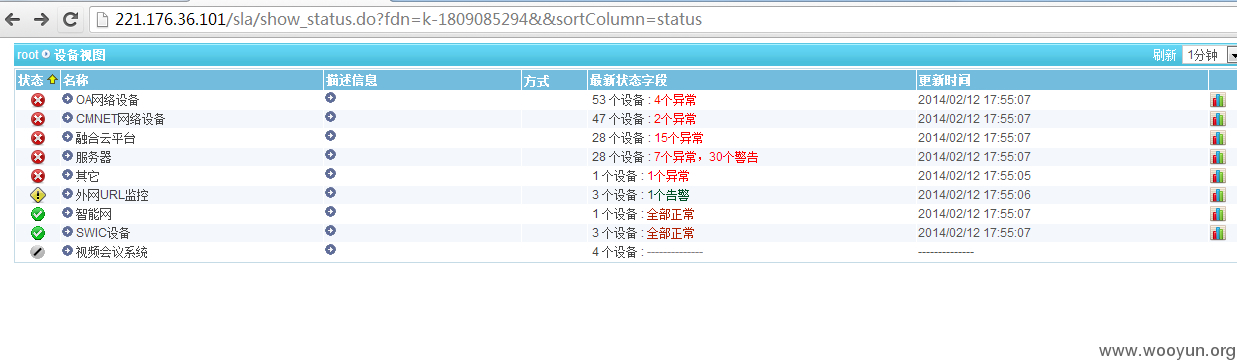 221.176.36.101/sla/show_status.do?fdn=k-1809085294&&sortColumn=status
root 设备视图 刷新 1分钟
状态 名称 描述信息 方式 最新状态字段 更新时间
OA网络设备 53 个设备 : 4个异常 2014/02/12 17:55:07
CMNET网络设备 47 个设备 : 2个异常 2014/02/12 17:55:07
融合云平台 28 个设备 : 15个异常 2014/02/12 17:55:07
服务器 28 个设备 : 7个异常，30个警告 2014/02/12 17:55:07
其它 1 个设备 : 1个异常 2014/02/12 17:55:05
外网URL监控 3 个设备 : 1个告警 2014/02/12 17:55:06
智能网 1 个设备 : 全部正常 2014/02/12 17:55:07
SWIC设备 3 个设备 : 全部正常 2014/02/12 17:55:07
视频会议系统 4 个设备 : -------------- --------------
www.wooyun.org